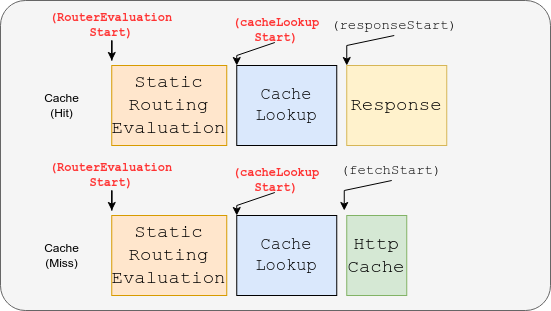 (RouterEvaluation
Start)
(cacheLookup
Start)
(responseStart)
Cache
(Hit)
Static
Routing
Evaluation
Cache
Lookup
Response
(RouterEvaluation
Start)
(cacheLookup
Start)
(fetchStart)
Cache
(Miss)
Static
Routing
Evaluation
Cache
Lookup
Http
Cache